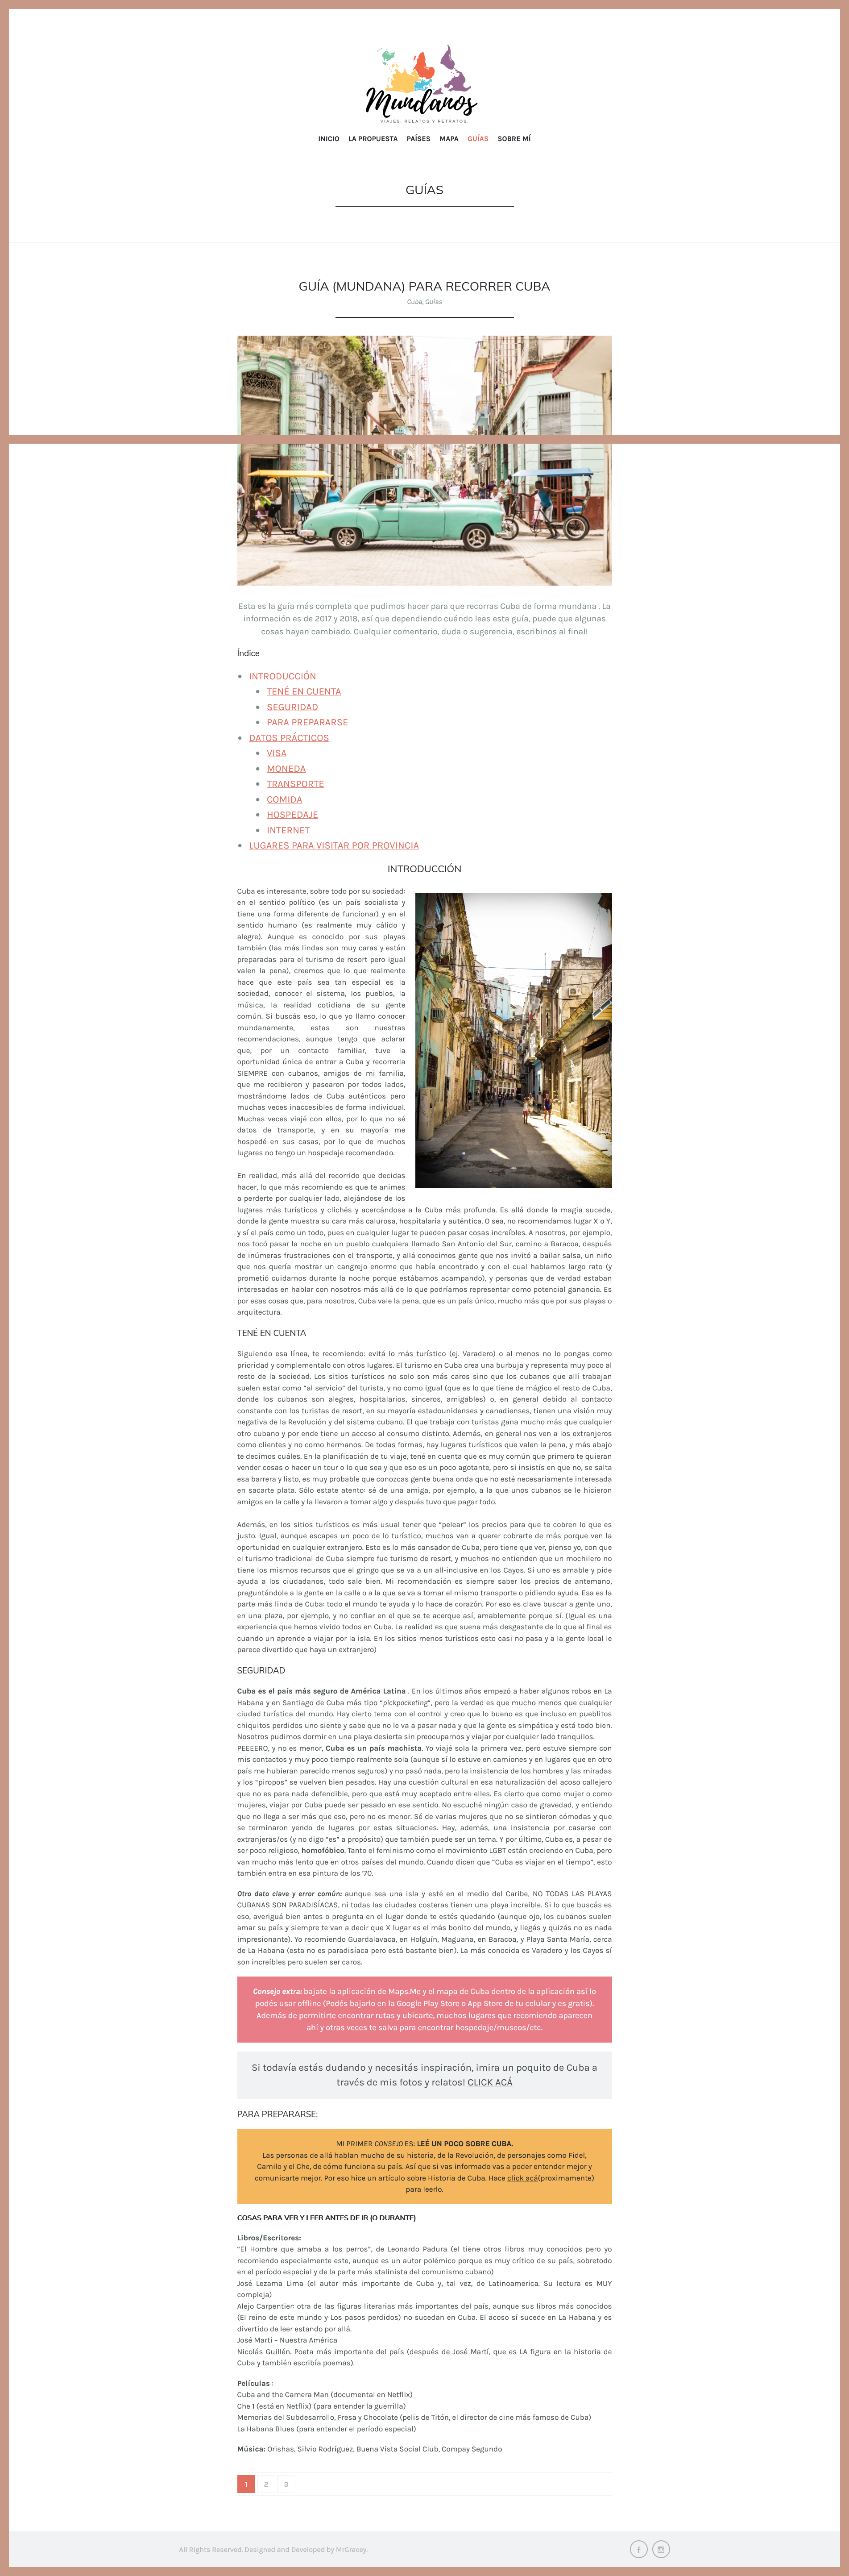 Mundanos
VIAJES, RELATOS Y RETRATOS
INICIO LA PROPUESTA PAÍSES MAPA GUÍAS SOBRE MÍ
GUÍAS
GUÍA (MUNDANA) PARA RECORRER CUBA
Cuba, Guías
Esta es la guía más completa que pudimos hacer para que recorras Cuba de forma mundana . La
información es de 2017 y 2018, así que dependiendo cuándo leas esta guía, puede que algunas
cosas hayan cambiado. Cualquier comentario, duda o sugerencia, escribinos al final!
Índice
INTRODUCCIÓN
TENÉ EN CUENTA
SEGURIDAD
PARA PREPARARSE
DATOS PRÁCTICOS
VISA
MONEDA
TRANSPORTE
COMIDA
HOSPEDAJE
INTERNET
LUGARES PARA VISITAR POR PROVINCIA
INTRODUCCIÓN
Cuba es interesante, sobre todo por su sociedad:
en el sentido político (es un país socialista y
tiene una forma diferente de funcionar) y en el
sentido humano (es realmente muy cálido y
alegre). Aunque es conocido por sus playas
también (las más lindas son muy caras y están
preparadas para el turismo de resort pero igual
valen la pena), creemos que lo que realmente
hace que este país sea tan especial es la
sociedad, conocer el sistema, los pueblos, la
música, la realidad cotidiana de su gente
común. Si buscás eso, lo que yo llamo conocer
mundanamente, estas son nuestras
recomendaciones, aunque tengo que aclarar
que, por un contacto familiar, tuve la
oportunidad única de entrar a Cuba y recorrerla
SIEMPRE con cubanos, amigos de mi familia,
que me recibieron y pasearon por todos lados,
mostrándome lados de Cuba auténticos pero
muchas veces inaccesibles de forma individual.
Muchas veces viajé con ellos, por lo que no sé
datos de transporte, y en su mayoría me
hospedé en sus casas, por lo que de muchos
lugares no tengo un hospedaje recomendado.
En realidad, más allá del recorrido que decidas
hacer, lo que más recomiendo es que te animes
a perderte por cualquier lado, alejándose de los
lugares más turísticos y clichés y acercándose a la Cuba más profunda. Es allá donde la magia sucede,
donde la gente muestra su cara más calurosa, hospitalaria y auténtica. O sea, no recomendamos lugar X o Y,
y sí el país como un todo, pues en cualquier lugar te pueden pasar cosas increíbles. A nosotros, por ejemplo,
nos tocó pasar la noche en un pueblo cualquiera llamado San Antonio del Sur, camino a Baracoa, después
de inúmeras frustraciones con el transporte, y allá conocimos gente que nos invitó a bailar salsa, un niño
que nos quería mostrar un cangrejo enorme que había encontrado y con el cual hablamos largo rato (y
prometió cuidarnos durante la noche porque estábamos acampando), y personas que de verdad estaban
interesadas en hablar con nosotros más allá de lo que podríamos representar como potencial ganancia. Es
por esas cosas que, para nosotros, Cuba vale la pena, que es un país único, mucho más que por sus playas o
arquitectura.
TENÉ EN CUENTA
Siguiendo esa línea, te recomiendo: evitá lo más turístico (ej. Varadero) o al menos no lo pongas como
prioridad y complementalo con otros lugares. El turismo en Cuba crea una burbuja y representa muy poco al
resto de la sociedad. Los sitios turísticos no solo son más caros sino que los cubanos que allí trabajan
suelen estar como "al servicio" del turista, y no como igual (que es lo que tiene de mágico el resto de Cuba,
donde los cubanos son alegres, hospitalarios, sinceros, amigables) o, en general debido al contacto
constante con los turistas de resort, en su mayoría estadounidenses y canadienses, tienen una visión muy
negativa de la Revolución y del sistema cubano. El que trabaja con turistas gana mucho más que cualquier
otro cubano y por ende tiene un acceso al consumo distinto. Además, en general nos ven a los extranjeros
como clientes y no como hermanos. De todas formas, hay lugares turísticos que valen la pena, y más abajo
te decimos cuáles. En la planificación de tu viaje, tené en cuenta que es muy común que primero te quieran
vender cosas o hacer un tour o lo que sea y que eso es un poco agotante, pero si insistís en que no, se salta
esa barrera y listo, es muy probable que conozcas gente buena onda que no esté necesariamente interesada
en sacarte plata. Sólo estate atento: sé de una amiga, por ejemplo, a la que unos cubanos se le hicieron
amigos en la calle y la llevaron a tomar algo y después tuvo que pagar todo.
Además, en los sitios turísticos es más usual tener que "pelear" los precios para que te cobren lo que es
justo. Igual, aunque escapes un poco de lo turístico, muchos van a querer cobrarte de más porque ven la
oportunidad en cualquier extranjero. Esto es lo más cansador de Cuba, pero tiene que ver, pienso yo, con que
el turismo tradicional de Cuba siempre fue turismo de resort, y muchos no entienden que un mochilero no
tiene los mismos recursos que el gringo que se va a un all-inclusive en los Cayos. Si uno es amable y pide
ayuda a los ciudadanos, todo sale bien. Mi recomendación es siempre saber los precios de antemano,
preguntándole a la gente en la calle o a la que se va a tomar el mismo transporte o pidiendo ayuda. Esa es la
parte más linda de Cuba: todo el mundo te ayuda y lo hace de corazón. Por eso es clave buscar a gente uno,
en una plaza, por ejemplo, y no confiar en el que se te acerque así, amablemente porque sí. (Igual es una
experiencia que hemos vivido todos en Cuba. La realidad es que suena más desgastante de lo que al final es
cuando un aprende a viajar por la isla. En los sitios menos turísticos esto casi no pasa y a la gente local le
parece divertido que haya un extranjero)
SEGURIDAD
Cuba es el país más seguro de América Latina . En los últimos años empezó a haber algunos robos en La
Habana y en Santiago de Cuba más tipo "pickpocketing", pero la verdad es que mucho menos que cualquier
ciudad turística del mundo. Hay cierto tema con el control y creo que lo bueno es que incluso en pueblitos
chiquitos perdidos uno siente y sabe que no le va a pasar nada y que la gente es simpática y está todo bien.
Nosotros pudimos dormir en una playa desierta sin preocuparnos y viajar por cualquier lado tranquilos.
PEEEERO, y no es menor, Cuba es un país machista. Yo viajé sola la primera vez, pero estuve siempre con
mis contactos y muy poco tiempo realmente sola (aunque sí lo estuve en camiones y en lugares que en otro
país me hubieran parecido menos seguros) y no pasó nada, pero la insistencia de los hombres y las miradas
y los "piropos" se vuelven bien pesados. Hay una cuestión cultural en esa naturalización del acoso callejero
que no es para nada defendible, pero que está muy aceptado entre ellos. Es cierto que como mujer o como
mujeres, viajar por Cuba puede ser pesado en ese sentido. No escuché ningún caso de gravedad, y entiendo
que no llega a ser más que eso, pero no es menor. Sé de varias mujeres que no se sintieron cómodas y que
se terminaron yendo de lugares por estas situaciones. Hay, además, una insistencia por casarse con
extranjeras/os (y no digo "es" a propósito) que también puede ser un tema. Y por último, Cuba es, a pesar de
ser poco religioso, homofóbico. Tanto el feminismo como el movimiento LGBT están creciendo en Cuba, pero
van mucho más lento que en otros países del mundo. Cuando dicen que "Cuba es viajar en el tiempo", esto
también entra en esa pintura de los '70.
Otro dato clave y error común: aunque sea una isla y esté en el medio del Caribe, NO TODAS LAS PLAYAS
CUBANAS SON PARADISÍACAS, ni todas las ciudades costeras tienen una playa increíble. Si lo que buscás es
eso, averiguá bien antes o pregunta en el lugar donde te estés quedando (aunque ojo, los cubanos suelen
amar su país y siempre te van a decir que X lugar es el más bonito del mundo, y llegás y quizás no es nada
impresionante). Yo recomiendo Guardalavaca, en Holguín, Maguana, en Baracoa, y Playa Santa María, cerca
de La Habana (esta no es paradisíaca pero está bastante bien). La más conocida es Varadero y los Cayos sí
son increíbles pero suelen ser caros.
Consejo extra: bajate la aplicación de Maps.Me y el mapa de Cuba dentro de la aplicación así lo
podés usar offline (Podés bajarlo en la Google Play Store o App Store de tu celular y es gratis).
Además de permitirte encontrar rutas y ubicarte, muchos lugares que recomiendo aparecen
ahí y otras veces te salva para encontrar hospedaje/museos/etc.
Si todavía estás dudando y necesitás inspiración, ¡mira un poquito de Cuba a
través de mis fotos y relatos! CLICK ACÁ
PARA PREPARARSE:
MI PRIMER CONSEJO ES: LEÉ UN POCO SOBRE CUBA.
Las personas de allá hablan mucho de su historia, de la Revolución, de personajes como Fidel,
Camilo y el Che, de cómo funciona su país. Así que si vas informado vas a poder entender mejor y
comunicarte mejor. Por eso hice un artículo sobre Historia de Cuba. Hace click acá(proximamente)
para leerlo.
COSAS PARA VER Y LEER ANTES DE IR (O DURANTE)
Libros/Escritores:
"El Hombre que amaba a los perros", de Leonardo Padura (el tiene otros libros muy conocidos pero yo
recomiendo especialmente este, aunque es un autor polémico porque es muy crítico de su país, sobretodo
en el período especial y de la parte más stalinista del comunismo cubano)
José Lezama Lima (el autor más importante de Cuba y, tal vez, de Latinoamerica. Su lectura es MUY
compleja)
Alejo Carpentier: otra de las figuras literarias más importantes del país, aunque sus libros más conocidos
(El reino de este mundo y Los pasos perdidos) no sucedan en Cuba. El acoso sí sucede en La Habana y es
divertido de leer estando por allá.
José Martí – Nuestra América
Nicolás Guillén. Poeta más importante del país (después de José Martí, que es LA figura en la historia de
Cuba y también escribía poemas).
Películas :
Cuba and the Camera Man (documental en Netflix)
Che 1 (está en Netflix) (para entender la guerrilla)
Memorias del Subdesarrollo, Fresa y Chocolate (pelis de Titón, el director de cine más famoso de Cuba)
La Habana Blues (para entender el período especial)
Música: Orishas, Silvio Rodríguez, Buena Vista Social Club, Compay Segundo
1 2 3
All Rights Reserved. Designed and Developed by MrGracey.